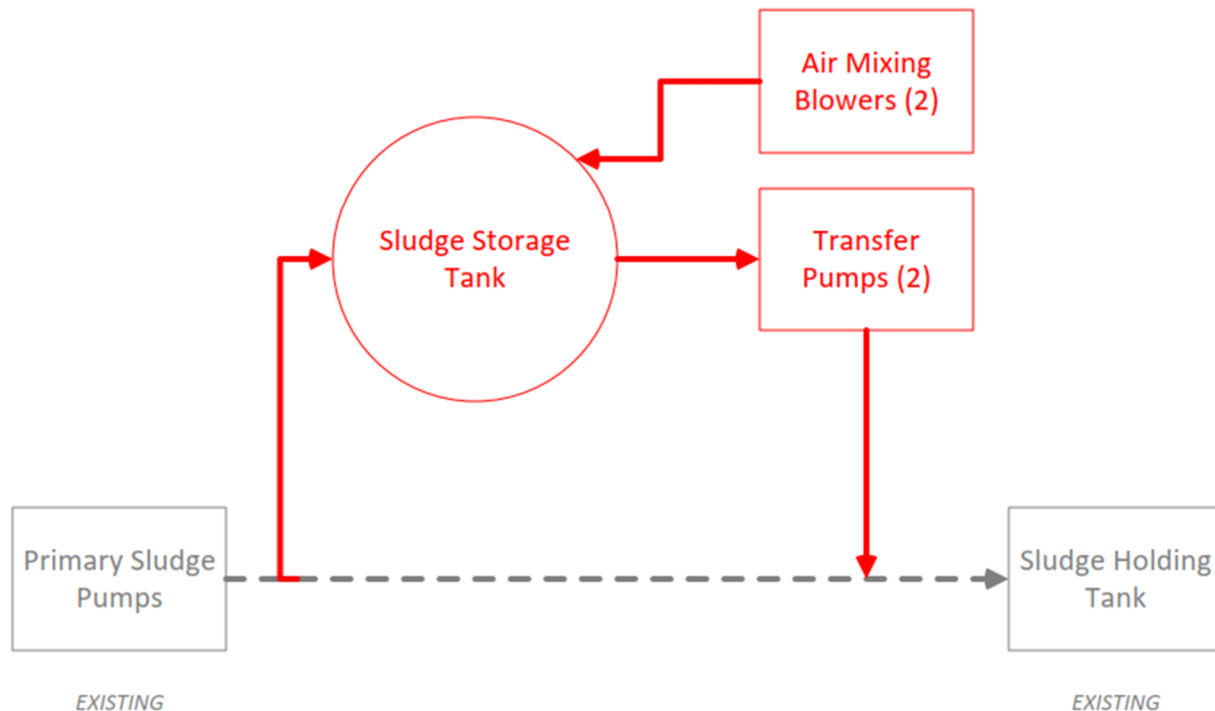 Air Mixing
Blowers (2)
Sludge Storage
Tank
Transfer
Pumps (2)
Primary Sludge
Pumps
Sludge Holding
Tank
EXISTING
EXISTING